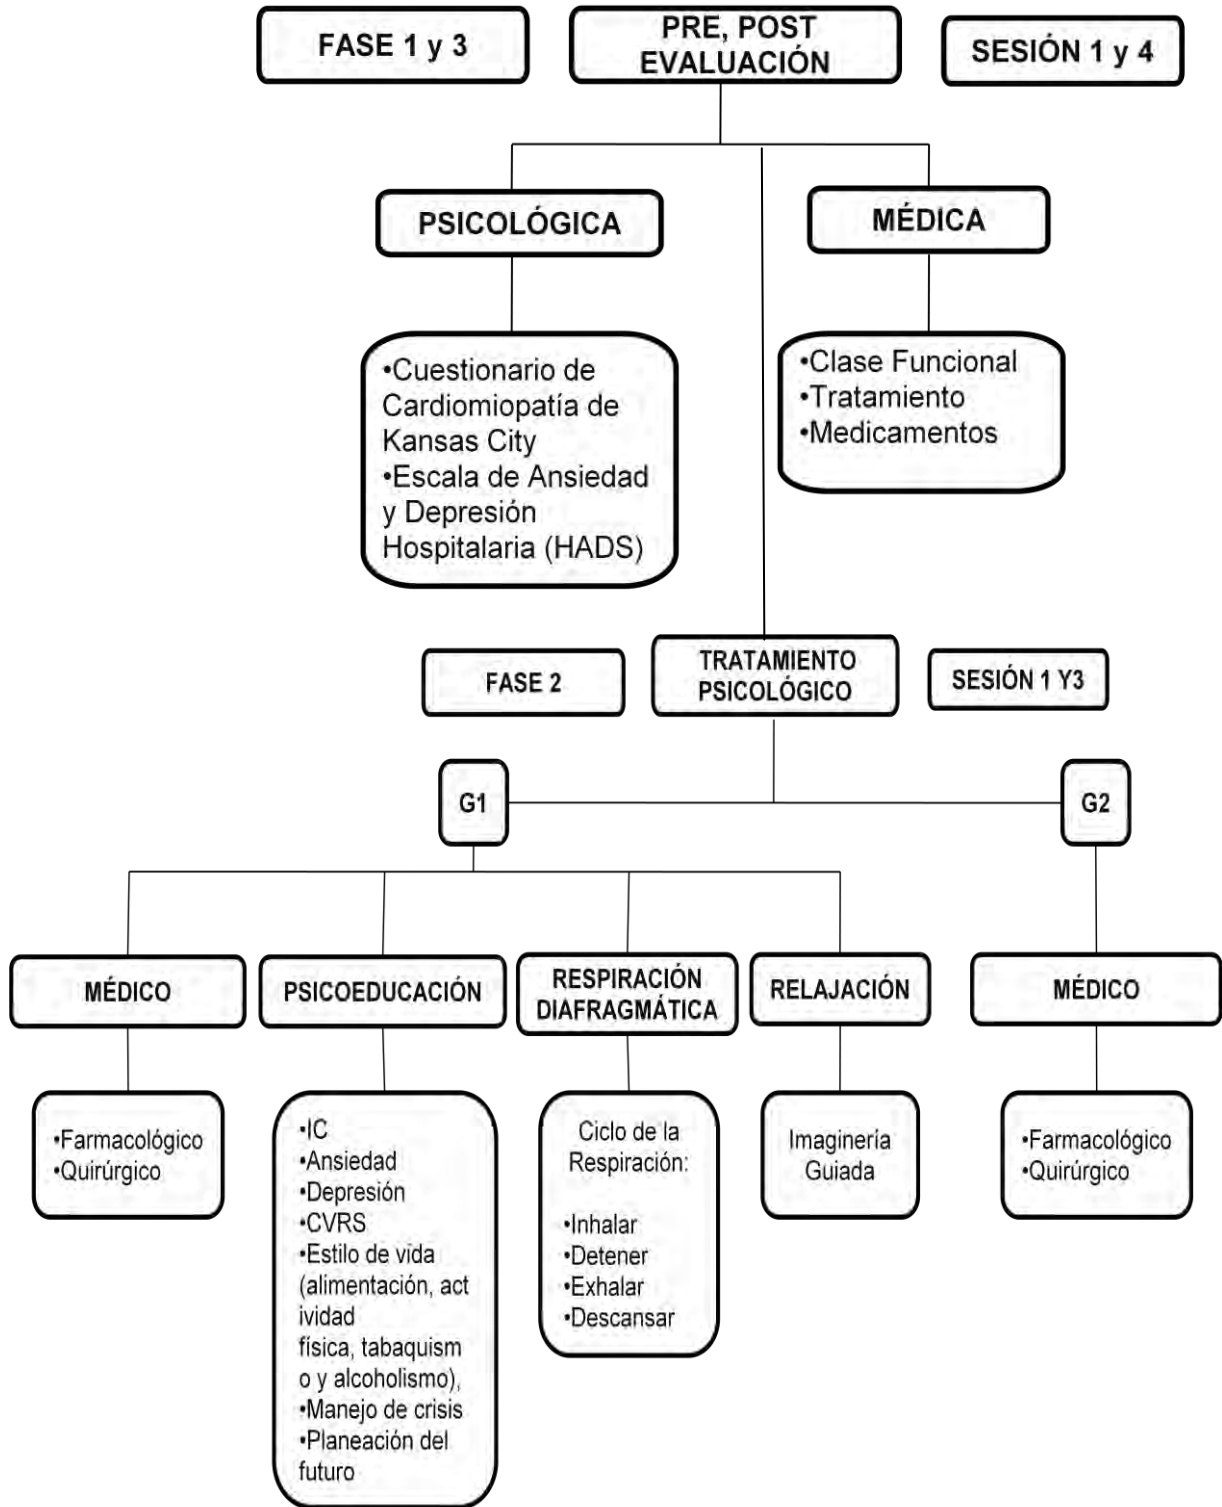 FASE 1 y 3
PRE, POST
EVALUACIÓN
SESIÓN 1 y 4
PSICOLÓGICA
MÉDICA
•Cuestionario de
Cardiomiopatía de
Kansas City
•Escala de Ansiedad
y Depresión
Hospitalaria (HADS)
•Clase Funcional
•Tratamiento
•Medicamentos
FASE 2
TRATAMIENTO
PSICOLÓGICO
SESIÓN 1 Y3
G1
G2
MÉDICO
PSICOEDUCACIÓN
RESPIRACIÓN
DIAFRAGMÁTICA
RELAJACIÓN
MÉDICO
•Farmacológico
•Quirúrgico
•IC
•Ansiedad
•Depresión
•CVRS
•Estilo de vida
(alimentación, act
ividad
física, tabaquism
o y alcoholismo),
•Manejo de crisis
•Planeación del
futuro
Ciclo de la
Respiración:
•Inhalar
•Detener
•Exhalar
•Descansar
Imaginería
Guiada
•Farmacológico
•Quirúrgico